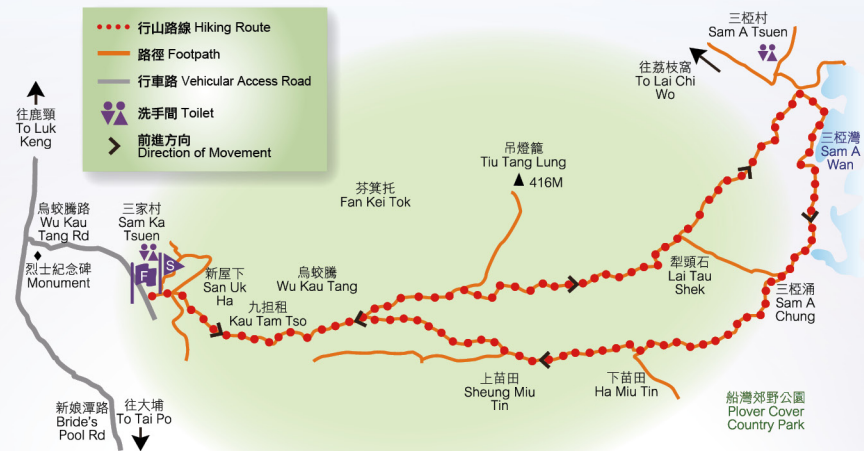 行山路線 Hiking Route
路徑 Footpath
行車路 Vehicular Access Road
洗手間 Toilet
前進方向
Direction of Movement
三椏村
Sam A Tsuen
往荔枝窩
To Lai Chi
Wo
往鹿頸
To Luk
Keng
三椏灣
Sam A
Wan
吊燈籠
Tiu Tang Lung
416M
芬箕托
Fan Kei Tok
烏蛟騰路
Wu Kau
Tang Rd
三家村
Sam Ka
Tsuen
烈士紀念碑
Monument
F
S
新屋下
San Uk
Ha
烏蛟騰
Wu Kau Tang
九担租
Kau Tam Tso
犁頭石
Lai Tau
Shek
三椏涌
Sam A
Chung
上苗田
Sheung Miu
Tin
下苗田
Ha Miu Tin
新娘潭路
Bride's
Pool Rd
往大埔
To Tai Po
船灣郊野公園
Plover Cover
Country Park